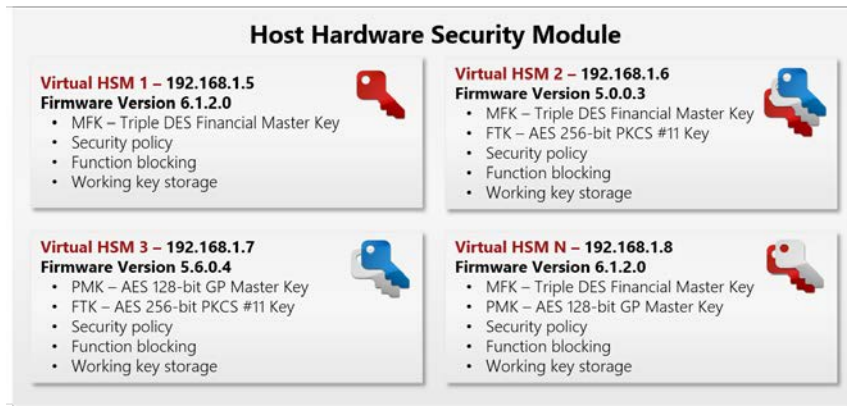 Host Hardware Security Module
Virtual HSM 1 – 192.168.1.5
Firmware Version 6.1.2.0
• MFK – Triple DES Financial Master Key
• Security policy
• Function blocking
• Working key storage
Virtual HSM 2 – 192.168.1.6
Firmware Version 5.0.0.3
• MFK – Triple DES Financial Master Key
• FTK – AES 256-bit PKCS #11 Key
• Security policy
• Function blocking
• Working key storage
Virtual HSM 3 – 192.168.1.7
Firmware Version 5.6.0.4
• PMK – AES 128-bit GP Master Key
• FTK – AES 256-bit PKCS #11 Key
• Security policy
• Function blocking
• Working key storage
Virtual HSM N – 192.168.1.8
Firmware Version 6.1.2.0
• MFK – Triple DES Financial Master Key
• PMK – AES 128-bit GP Master Key
• Security policy
• Function blocking
• Working key storage